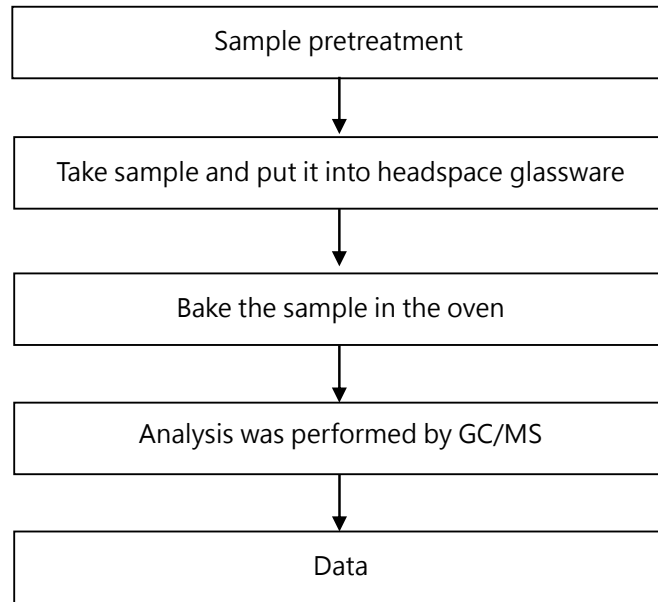 Sample pretreatment
Take sample and put it into headspace glassware
Bake the sample in the oven
Analysis was performed by GC/MS
Data